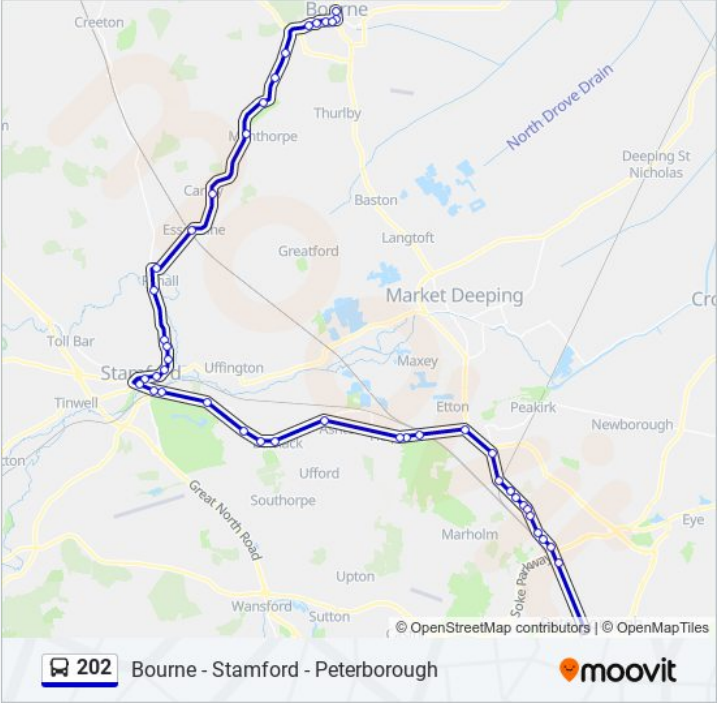 Bourne
Creeton
Thurlby
North Drove Drain
Deeping St
Nicholas
Baston
Langtoft
Greatford
Market Deeping
Toll Bar
Uffington
Maxey
Tinwell
Etton
Peakirk
Newborough
Ufford
Southorpe
Great North Road
Marholm
Eye
Upton
Soke Parkway
Wansford
Sutton
© OpenStreetMap contributors | © OpenMapTiles
202 Bourne - Stamford - Peterborough
moovit